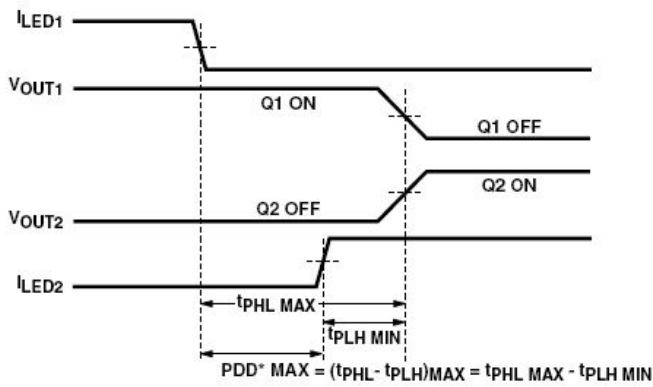 ILED1
VOUT1
Q1 ON
Q1 OFF
Q2 ON
Q2 OFF
VOUT2
ILED2
tPHL MAX
tPLH MIN
PDD* MAX = (tPHL- tPLH)MAX = tPHL MAX - tPLH MIN